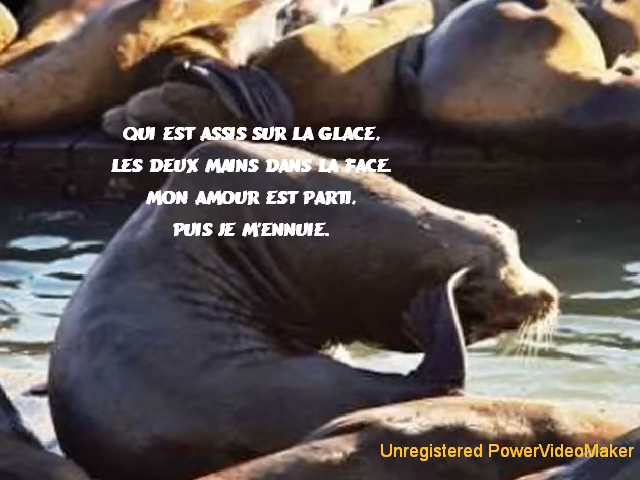 QUI EST ASSIS SUR LA GLACE,
LES DEUX MAINS DANS LA FACE.
MON AMOUR EST PARTI,
PUIS JE M'ENNUIE.
Unregistered PowerVideoMaker